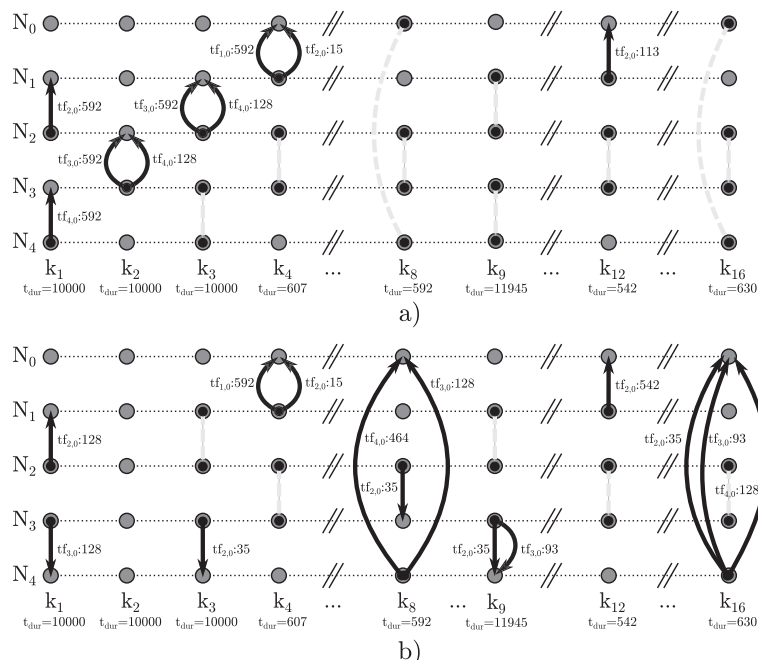 N₀
tf₁,₀:592 tf₂,₀:15 tf₂,₀:113
N₁
tf₂,₀:592 tf₃,₀:592 tf₄,₀:128
N₂
tf₃,₀:592 tf₄,₀:128
N₃
tf₄,₀:592
N₄
k₁ k₂ k₃ k₄ ... k₈ k₉ ... k₁₂ ... k₁₆
t_dur=10000 t_dur=10000 t_dur=10000 t_dur=607 t_dur=592 t_dur=11945 t_dur=542 t_dur=630
a)
N₀
tf₁,₀:592 tf₂,₀:15 tf₃,₀:128 tf₂,₀:542
N₁
tf₂,₀:128 tf₄,₀:464 tf₂,₀:35 tf₃,₀:93
N₂
tf₂,₀:35 tf₄,₀:128
N₃
tf₃,₀:128 tf₂,₀:35 tf₂,₀:35 tf₃,₀:93
N₄
k₁ k₂ k₃ k₄ ... k₈ ... k₉ ... k₁₂ ... k₁₆
t_dur=10000 t_dur=10000 t_dur=10000 t_dur=607 t_dur=592 t_dur=11945 t_dur=542 t_dur=630
b)